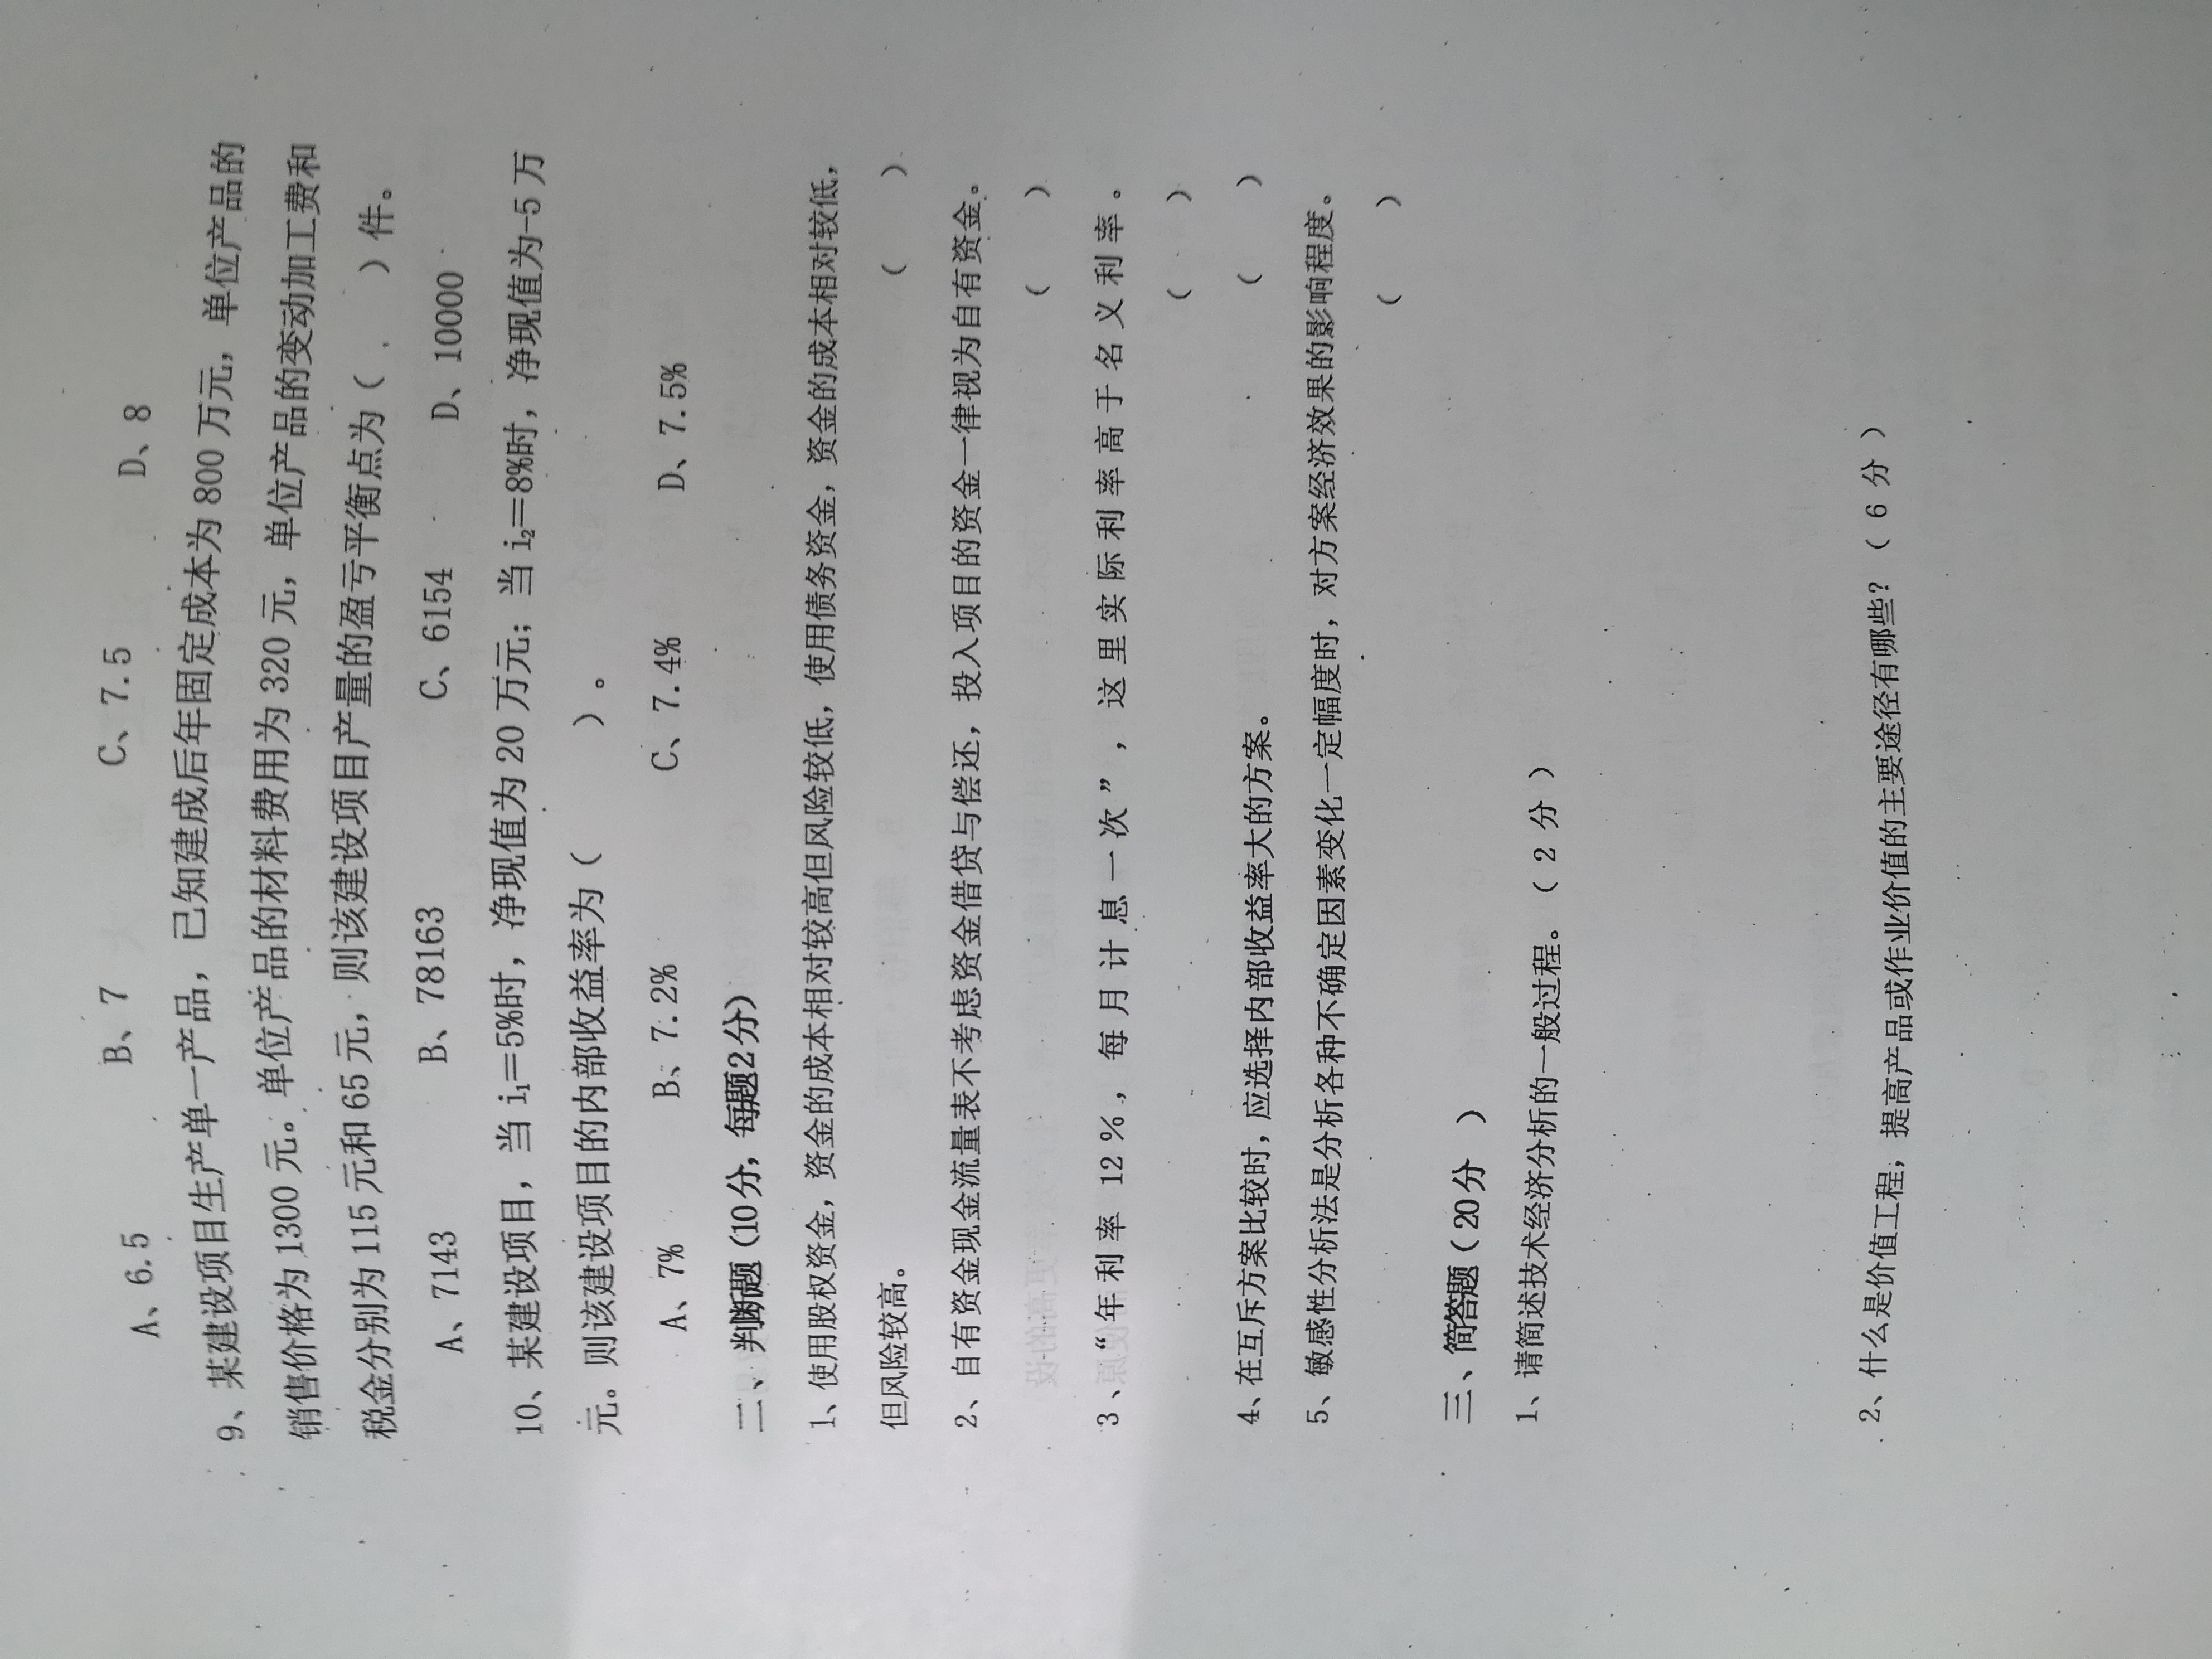 A、6.5 B、7 C、7.5 D、8
9、某建设项目生产单一产品，已知建成后年固定成本为 800 万元，单位产品的
销售价格为 1300 元。单位产品的材料费用为 320 元，单位产品的变动加工费和
税金分别为 115 元和 65 元，则该建设项目产量的盈亏平衡点为（ ）件。
A、7143 B、78163 C、6154 D、10000
10、某建设项目，当 i₁＝5%时，净现值为 20 万元；当 i₂＝8%时，净现值为-5 万
元。则该建设项目的内部收益率为（ ）。
A、7% B、7.2% C、7.4% D、7.5%
二、判断题（10 分，每题 2 分）
1、使用股权资金，资金的成本相对较高但风险较低，使用债务资金，资金的成本相对较低，
但风险较高。 （ ）
2、自有资金现金流量表不考虑资金借贷与偿还，投入项目的资金一律视为自有资金。
（ ）
3、“年利率 12％，每月计息一次”，这里实际利率高于名义利率。
（ ）
4、在互斥方案比较时，应选择内部收益率大的方案。 （ ）
5、敏感性分析法是分析各种不确定因素变化一定幅度时，对方案经济效果的影响程度。
（ ）
三、简答题（20 分 ）
1、请简述技术经济分析的一般过程。（ 2 分 ）
2、什么是价值工程，提高产品或作业价值的主要途径有哪些？（ 6 分 ）